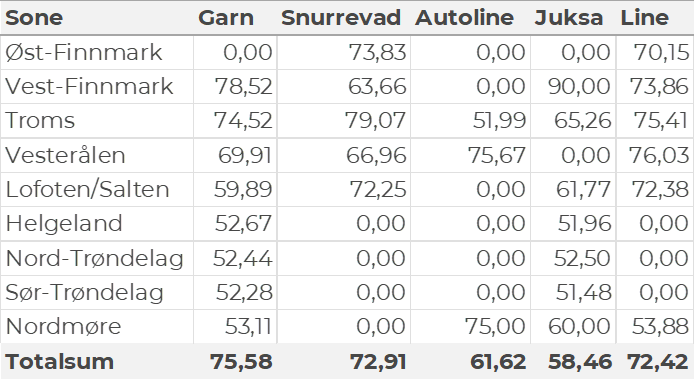 Sone Garn Snurrevad Autoline Juksa Line
Øst-Finnmark 0,00 73,83 0,00 0,00 70,15
Vest-Finnmark 78,52 63,66 0,00 90,00 73,86
Troms 74,52 79,07 51,99 65,26 75,41
Vesterålen 69,91 66,96 75,67 0,00 76,03
Lofoten/Salten 59,89 72,25 0,00 61,77 72,38
Helgeland 52,67 0,00 0,00 51,96 0,00
Nord-Trøndelag 52,44 0,00 0,00 52,50 0,00
Sør-Trøndelag 52,28 0,00 0,00 51,48 0,00
Nordmøre 53,11 0,00 75,00 60,00 53,88
Totalsum 75,58 72,91 61,62 58,46 72,42